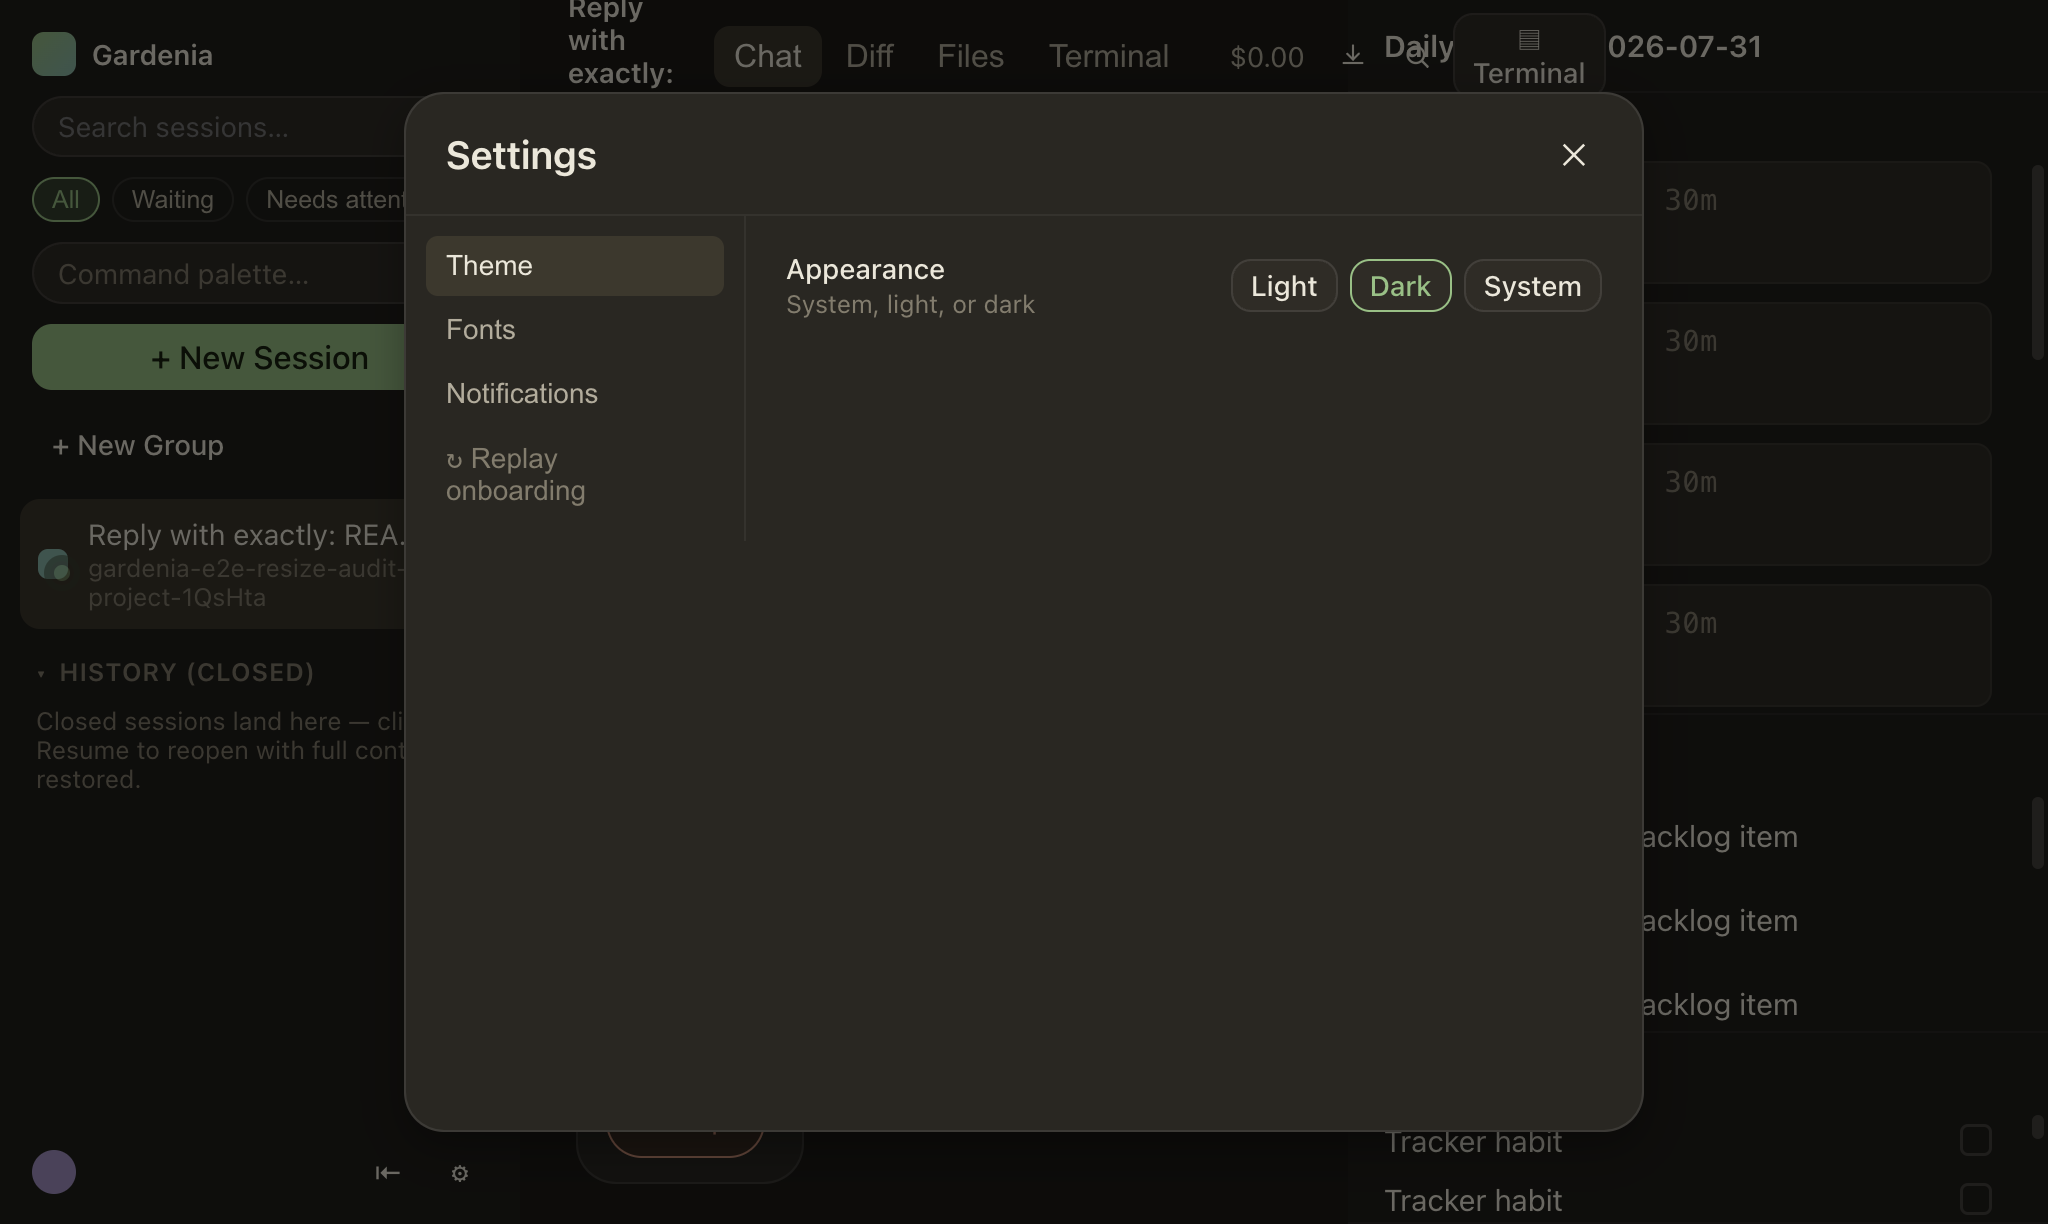 Gardenia
Search sessions...
All
Waiting
Needs attent
Command palette...
+ New Session
+ New Group
Reply with exactly: REA.
gardenia-e2e-resize-audit-
project-1QsHta
HISTORY (CLOSED)
Closed sessions land here — cli
Resume to reopen with full cont
restored.
Reply
with
exactly:
Chat
Diff
Files
Terminal
$0.00
Daily
Terminal
026-07-31
Settings
Theme
Fonts
Notifications
↻ Replay
onboarding
Appearance
System, light, or dark
Light
Dark
System
30m
30m
30m
30m
acklog item
acklog item
acklog item
Tracker habit
Tracker habit